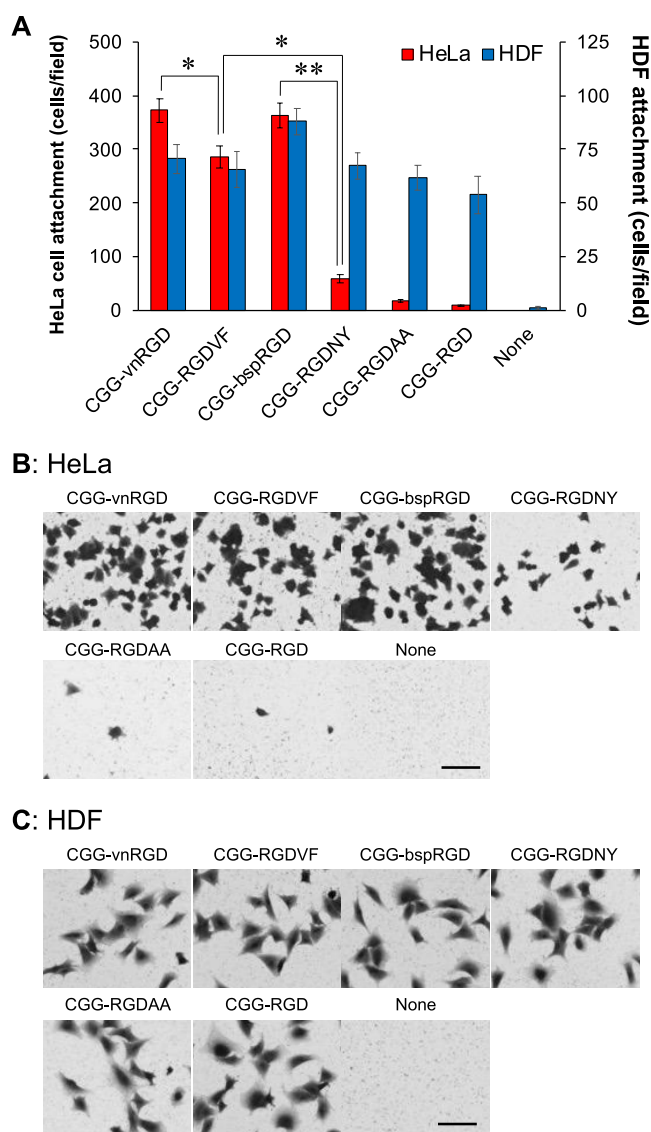 A
HeLa cell attachment (cells/field)
500
400
300
200
100
0
* * **
HeLa HDF
125
100
75
50
25
0
HDF attachment (cells/field)
CGG-vnRGD
CGG-RGDVF
CGG-bspRGD
CGG-RGDNY
CGG-RGDAA
CGG-RGD
None
B: HeLa
CGG-vnRGD CGG-RGDVF CGG-bspRGD CGG-RGDNY
CGG-RGDAA CGG-RGD None
C: HDF
CGG-vnRGD CGG-RGDVF CGG-bspRGD CGG-RGDNY
CGG-RGDAA CGG-RGD None